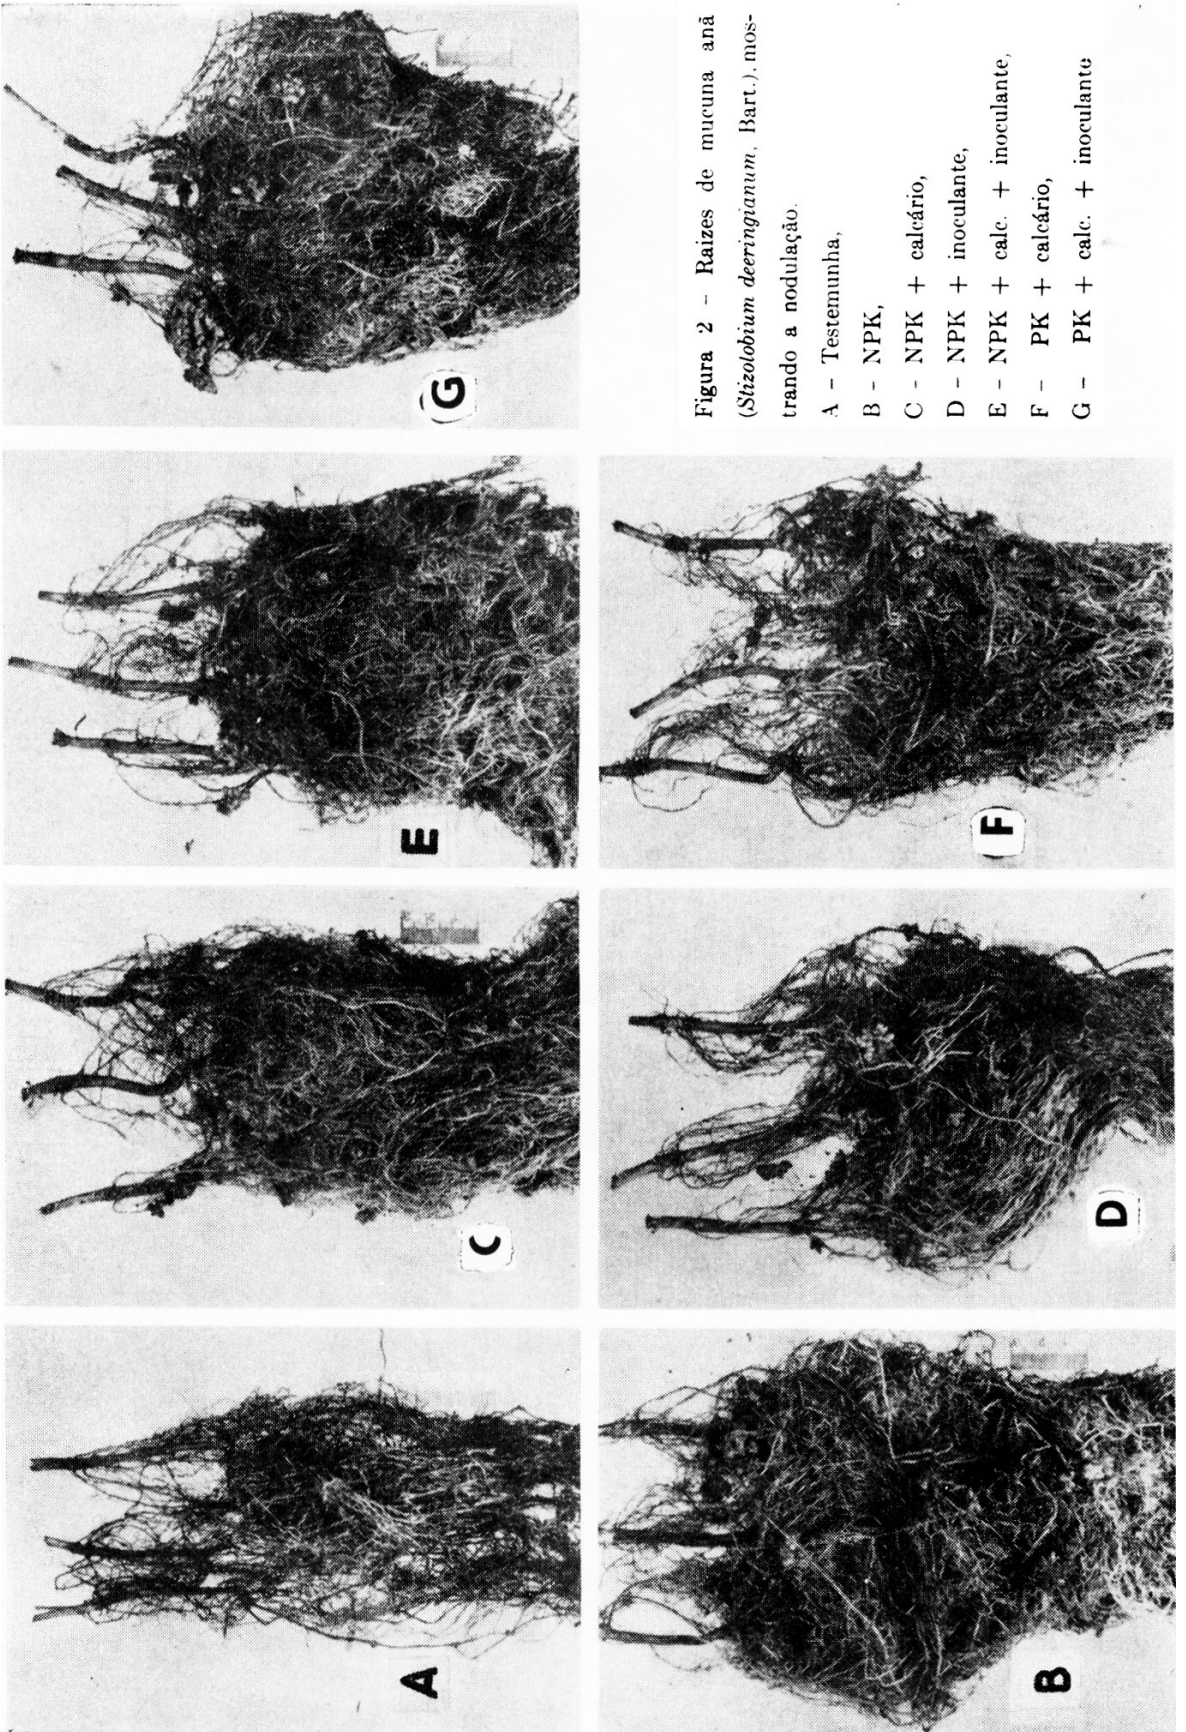 G
E
C
A
F
D
B
Figura 2 – Raizes de mucuna anã
(Stizolobium deeringianum, Bart.), mos-
trando a nodulação.
A – Testemunha,
B – NPK,
C – NPK + calcário,
D – NPK + inoculante,
E – NPK + calc. + inoculante,
F – PK + calcário,
G – PK + calc. + inoculante